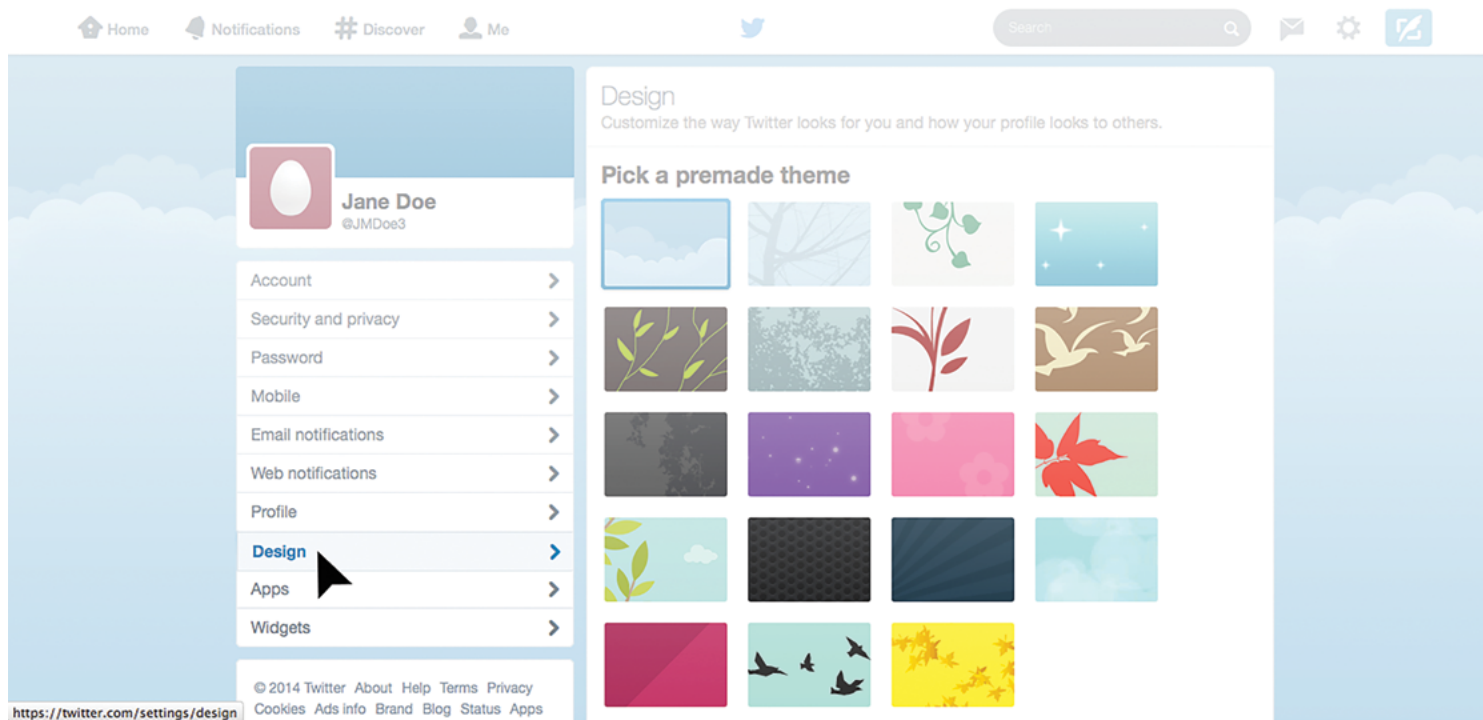 Home Notifications Discover Me Search
Design
Customize the way Twitter looks for you and how your profile looks to others.
Jane Doe
@JMDoe3
Account
Security and privacy
Password
Mobile
Email notifications
Web notifications
Profile
Design
Apps
Widgets
© 2014 Twitter About Help Terms Privacy
Cookies Ads info Brand Blog Status Apps
Pick a premade theme
https://twitter.com/settings/design